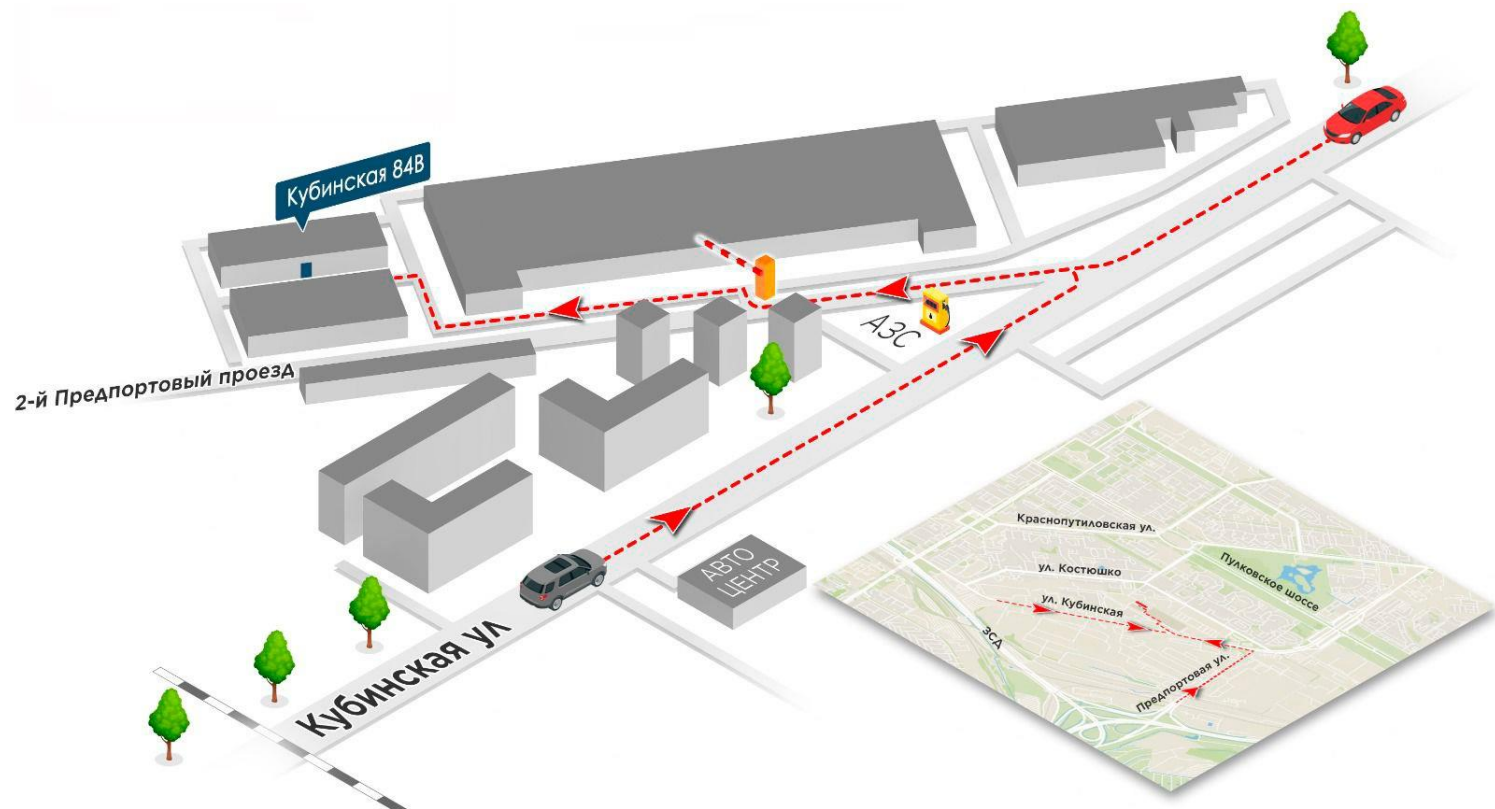 Кубинская 84В
2-й Предпортовый проезд
АЗС
АВТО
ЦЕНТР
Кубинская ул
Краснопутиловская ул.
ул. Костюшко
Пулковское шоссе
ул. Кубинская
ЗСД
Предпортовая ул.